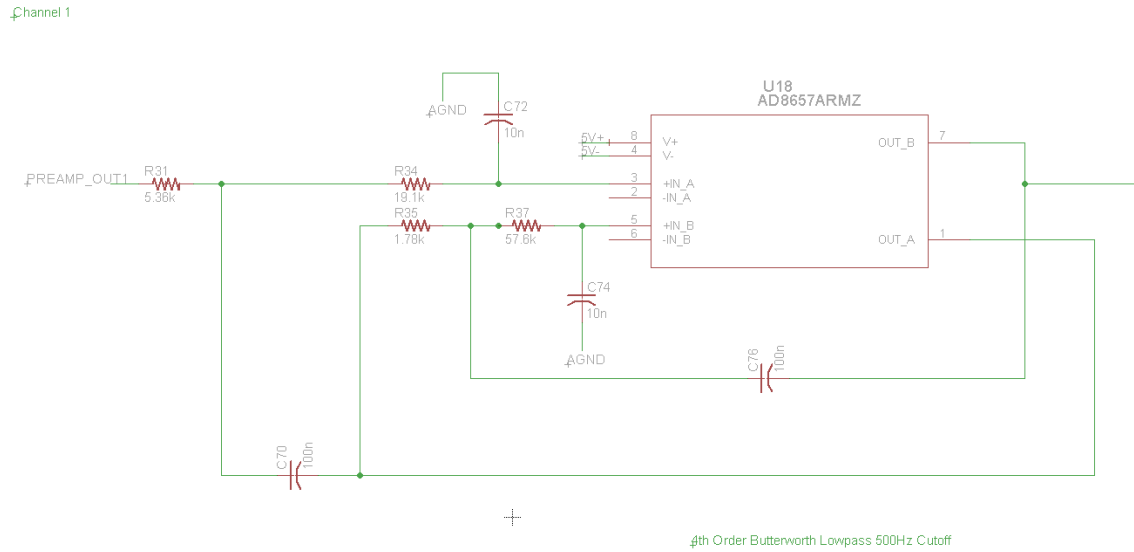 Channel 1
U18
AD8657ARMZ
AGND
C72
10n
5V+
8
V+
OUT_B
7
5V-
4
V-
PREAMP_OUT1
R31
5.36k
R34
19.1k
3
+IN_A
2
-IN_A
R35
1.78k
R37
57.6k
5
+IN_B
6
-IN_B
OUT_A
1
C74
10n
AGND
C76
100n
C70
100n
4th Order Butterworth Lowpass 500Hz Cutoff